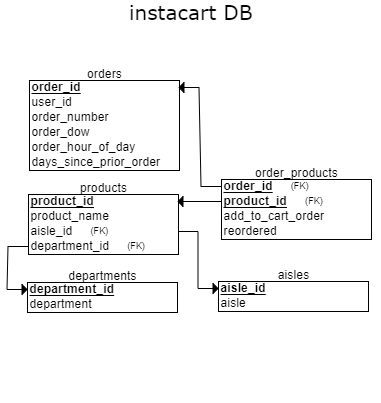 instacart DB
orders
order_id
user_id
order_number
order_dow
order_hour_of_day
days_since_prior_order
order_products
order_id (FK)
product_id (FK)
add_to_cart_order
reordered
products
product_id
product_name
aisle_id (FK)
department_id (FK)
departments
department_id
department
aisles
aisle_id
aisle